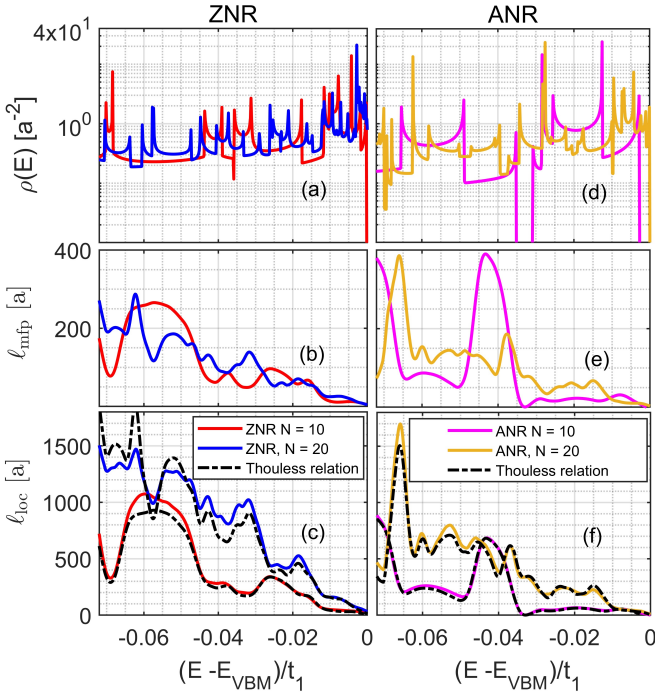 ZNR
ANR
4x10¹
10⁰
ρ(E) [a⁻²]
(a)
(d)
400
200
ℓmfp [a]
(b)
(e)
1500
1000
500
0
ℓloc [a]
ZNR N = 10
ZNR, N = 20
Thouless relation
(c)
ANR N = 10
ANR, N = 20
Thouless relation
(f)
-0.06 -0.04 -0.02 0
-0.06 -0.04 -0.02 0
(E -E_VBM)/t₁
(E -E_VBM)/t₁